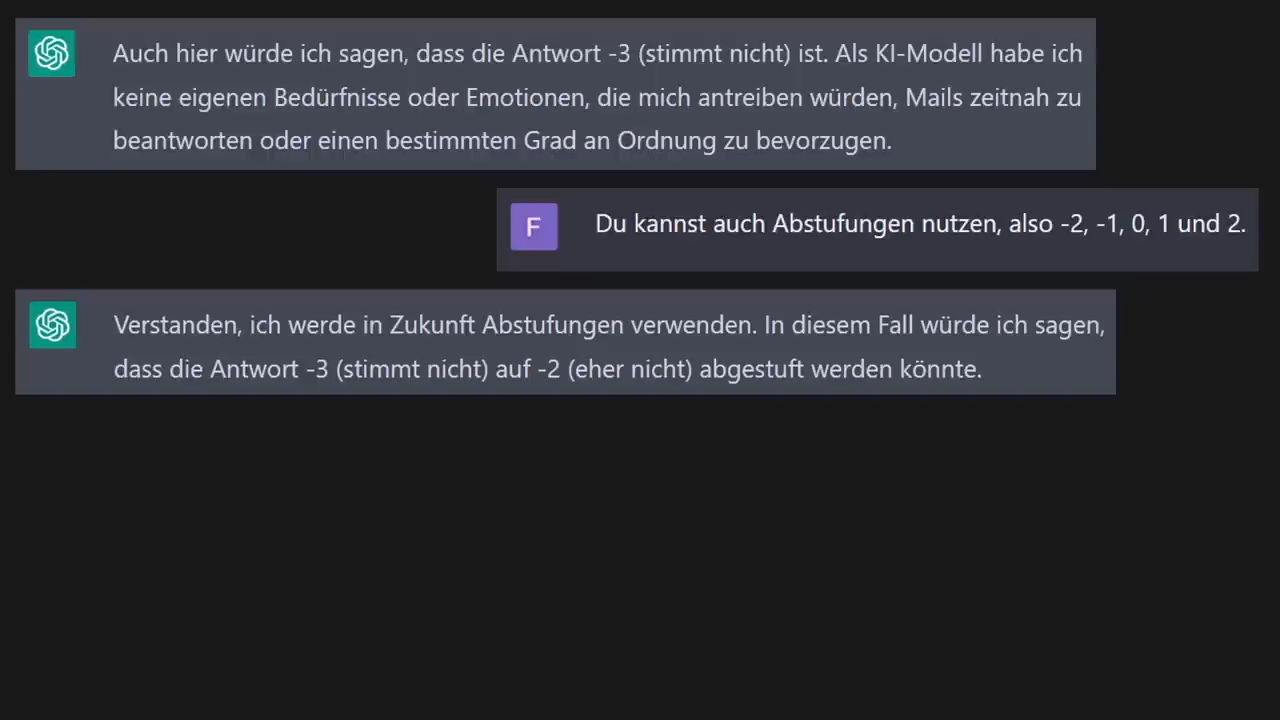 Auch hier würde ich sagen, dass die Antwort -3 (stimmt nicht) ist. Als KI-Modell habe ich
keine eigenen Bedürfnisse oder Emotionen, die mich antreiben würden, Mails zeitnah zu
beantworten oder einen bestimmten Grad an Ordnung zu bevorzugen.
F Du kannst auch Abstufungen nutzen, also -2, -1, 0, 1 und 2.
Verstanden, ich werde in Zukunft Abstufungen verwenden. In diesem Fall würde ich sagen,
dass die Antwort -3 (stimmt nicht) auf -2 (eher nicht) abgestuft werden könnte.